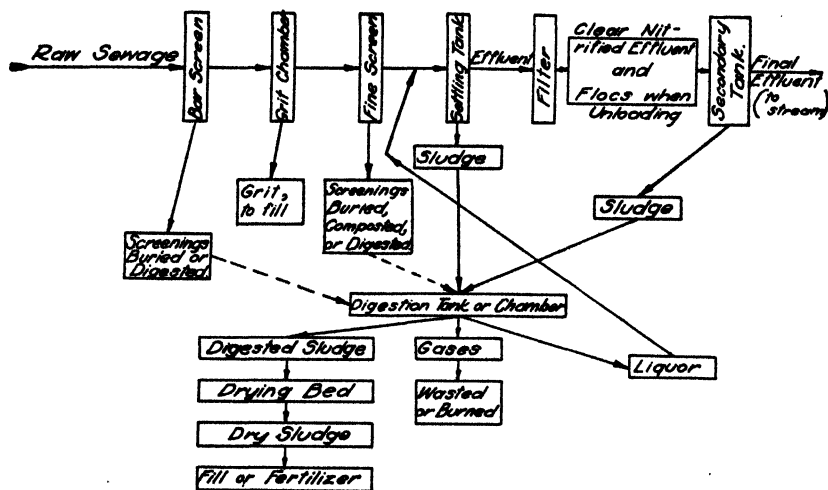 Raw Sewage
Bar Screen
Grit Chamber
Fine Screen
Settling Tank
Effluent
Filter
Clear Nit-
rified Effluent
and
Flocs when
Unloading
Secondary
Tank.
Final
Effluent
(to
stream)
Sludge
Grit,
to fill
Screenings
Buried,
Composted,
or Digested
Sludge
Screenings
Buried or
Digested
Digestion Tank or Chamber
Digested Sludge
Gases
Liquor
Drying Bed
Wasted
or Burned
Dry Sludge
Fill or Fertilizer